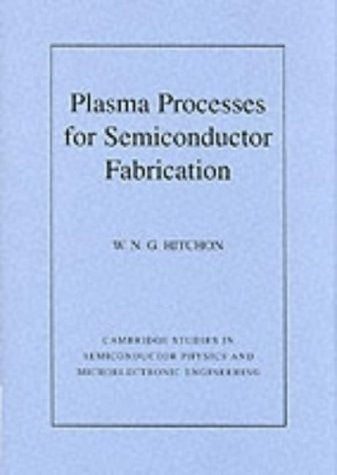 Plasma Processes
for Semiconductor
Fabrication
W. N. G. HITCHON
CAMBRIDGE STUDIES IN
SEMICONDUCTOR PHYSICS AND
MICROELECTRONIC ENGINEERING